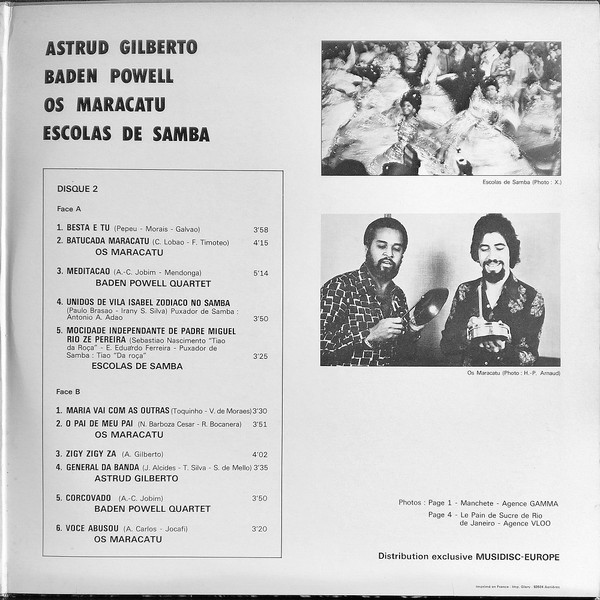 ASTRUD GILBERTO
BADEN POWELL
OS MARACATU
ESCOLAS DE SAMBA
DISQUE 2
Face A
1. BESTA E TU (Pepeu - Morais - Galvao) 3'58
2. BATUCADA MARACATU (C. Lobao - F. Timoteo) 4'15
OS MARACATU
3. MEDITACAO (A.-C. Jobim - Mendonga) 5'14
BADEN POWELL QUARTET
4. UNIDOS DE VILA ISABEL ZODIACO NO SAMBA
(Paulo Brasao - Irany S. Silva) Puxador de Samba :
Antonio A. Adao 3'50
5. MOCIDADE INDEPENDANTE DE PADRE MIGUEL
RIO ZE PEREIRA (Sebastiao Nascimento "Tiao
da Roça" - E. Eduardo Ferreira - Puxador de
Samba : Tiao "Da roça") 3'25
ESCOLAS DE SAMBA
Face B
1. MARIA VAI COM AS OUTRAS (Toquinho - V. de Moraes) 3'30
2. O PAI DE MEU PAI (N. Barboza Cesar - R. Bocanera) 3'51
OS MARACATU
3. ZIGY ZIGY ZA (A. Gilberto) 4'02
4. GENERAL DA BANDA (J. Alcides - T. Silva - S. de Mello) 3'35
ASTRUD GILBERTO
5. CORCOVADO (A.-C. Jobim) 3'50
BADEN POWELL QUARTET
6. VOCE ABUSOU (A. Carlos - Jocafi) 3'20
OS MARACATU
Escolas de Samba (Photo : X.)
Os Maracatu (Photo : H.-P. Arnaud)
Photos : Page 1 - Manchete - Agence GAMMA
Page 4 - Le Pain de Sucre de Rio
de Janeiro - Agence VLOO
Distribution exclusive MUSIDISC-EUROPE